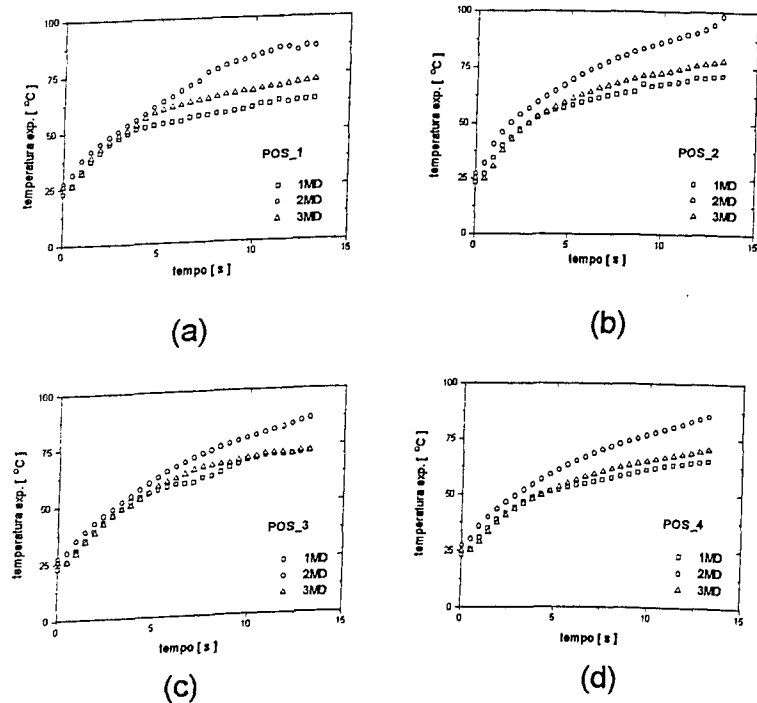 100
75
50
25
0
temperatura exp. [ °C ]
POS_1
1MD
2MD
3MD
0
5
10
15
tempo [ s ]
(a)
100
75
50
25
0
temperatura exp. [ °C ]
POS_2
1MD
2MD
3MD
0
5
10
15
tempo [ s ]
(b)
100
75
50
25
0
temperatura exp. [ °C ]
POS_3
1MD
2MD
3MD
0
5
10
15
tempo [ s ]
(c)
100
75
50
25
0
temperatura exp. [ °C ]
POS_4
1MD
2MD
3MD
0
5
10
15
tempo [ s ]
(d)